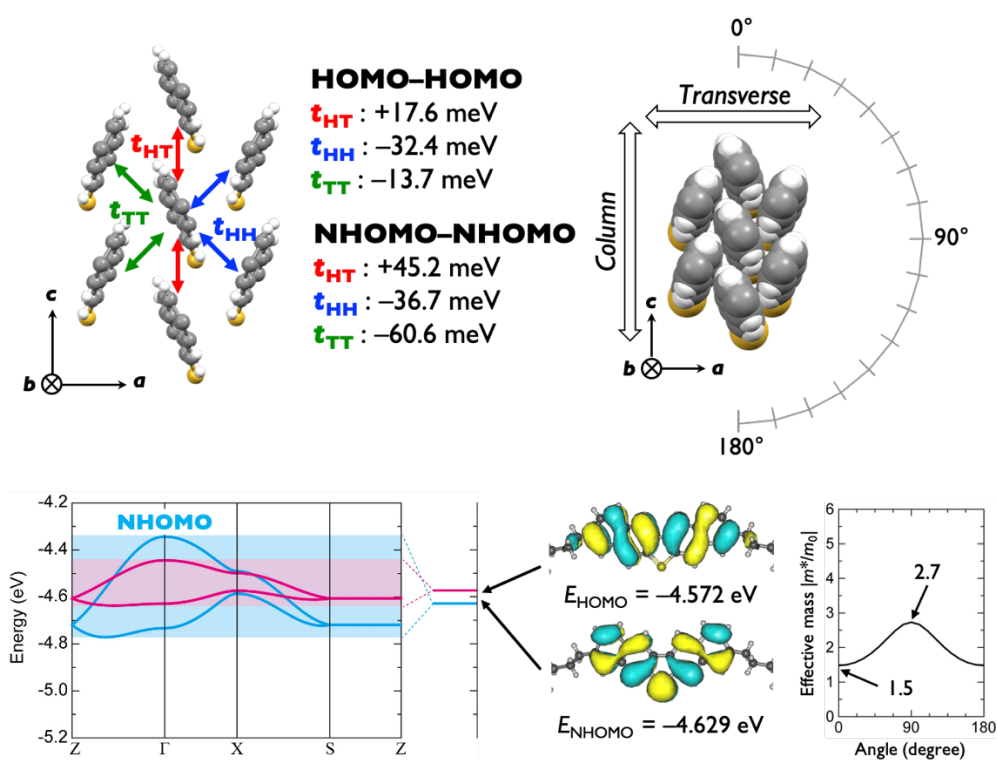 HOMO–HOMO
tHT : +17.6 meV
tHH : –32.4 meV
tTT : –13.7 meV
NHOMO–NHOMO
tHT : +45.2 meV
tHH : –36.7 meV
tTT : –60.6 meV
tHT
tTT
tHH
c
b
a
0°
Transverse
Column
90°
c
b
a
180°
NHOMO
Energy (eV)
-4.2
-4.4
-4.6
-4.8
-5.0
-5.2
Z
Γ
X
S
Z
EHOMO = –4.572 eV
ENHOMO = –4.629 eV
Effective mass |m*/m0|
6
5
4
3
2
1
0
2.7
1.5
0
90
180
Angle (degree)